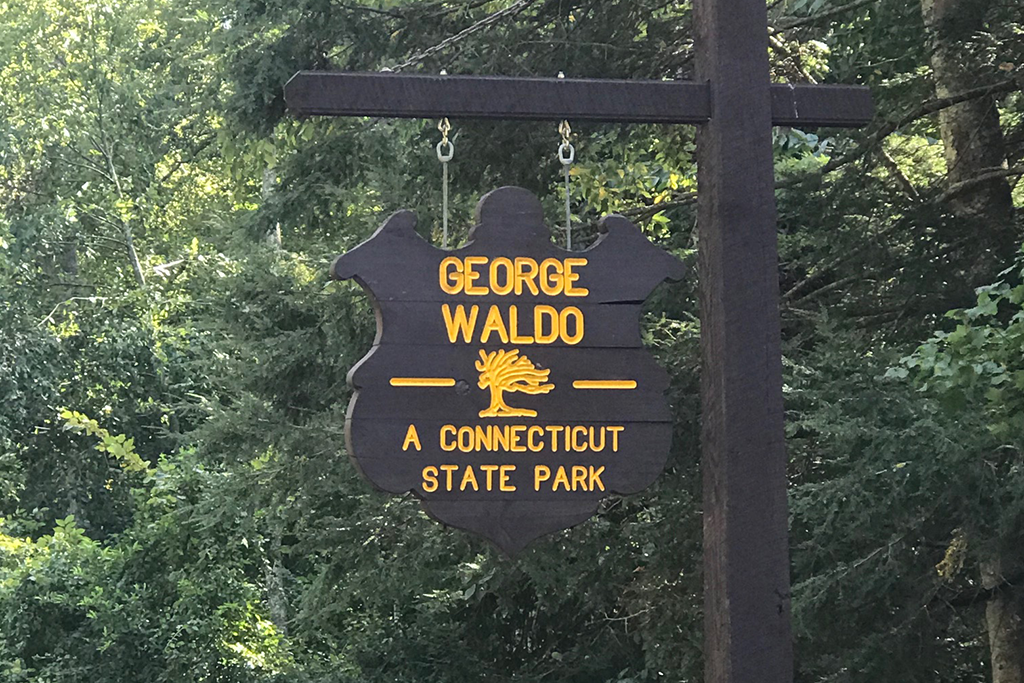 GEORGE
WALDO
A CONNECTICUT
STATE PARK